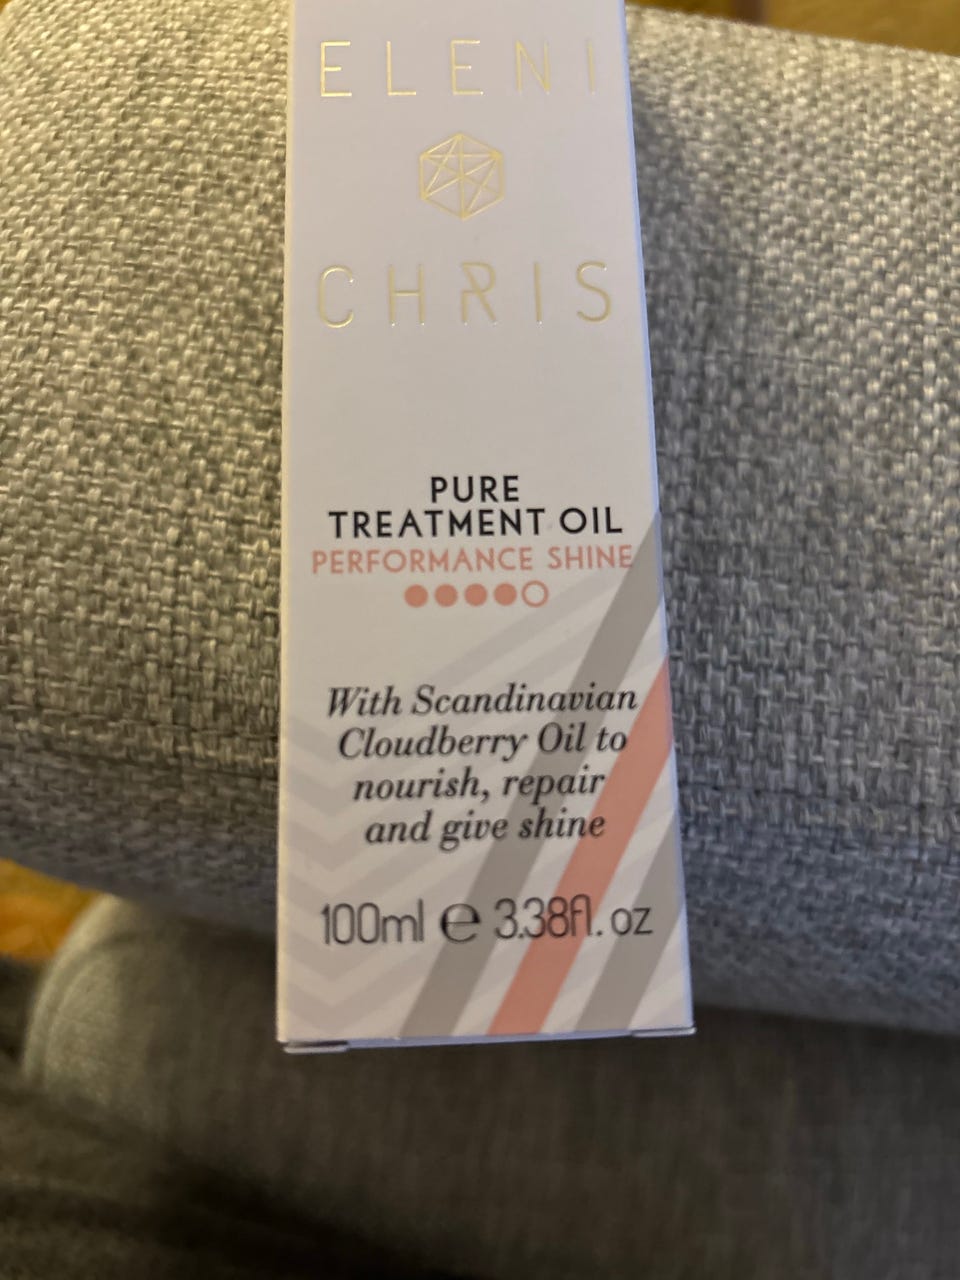 ELENI
CHRIS
PURE
TREATMENT OIL
PERFORMANCE SHINE
With Scandinavian
Cloudberry Oil to
nourish, repair
and give shine
100ml ℮ 3.38fl. oz